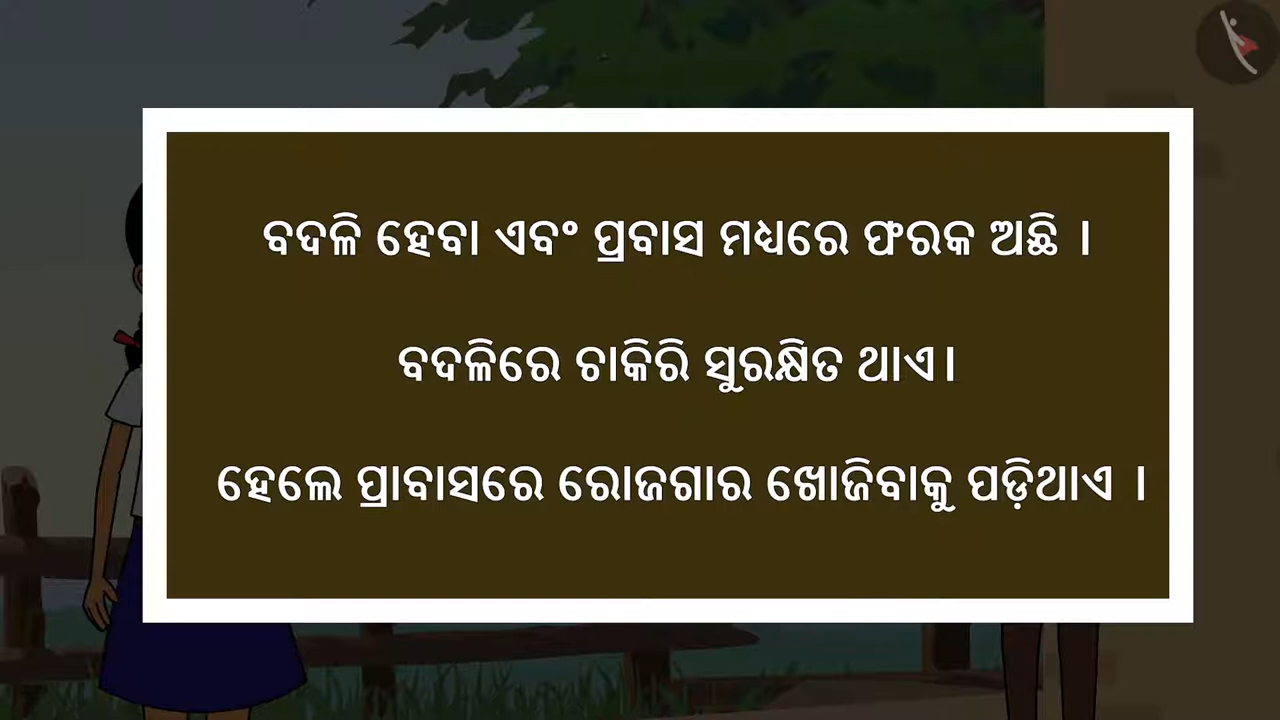 ବଦଳି ହେବା ଏବଂ ପ୍ରବାସ ମଧ୍ୟରେ ଫରକ ଅଛି ।
ବଦଳିରେ ଚାକିରି ସୁରକ୍ଷିତ ଥାଏ।
ହେଲେ ପ୍ରାବାସରେ ରୋଜଗାର ଖୋଜିବାକୁ ପଡ଼ିଥାଏ ।